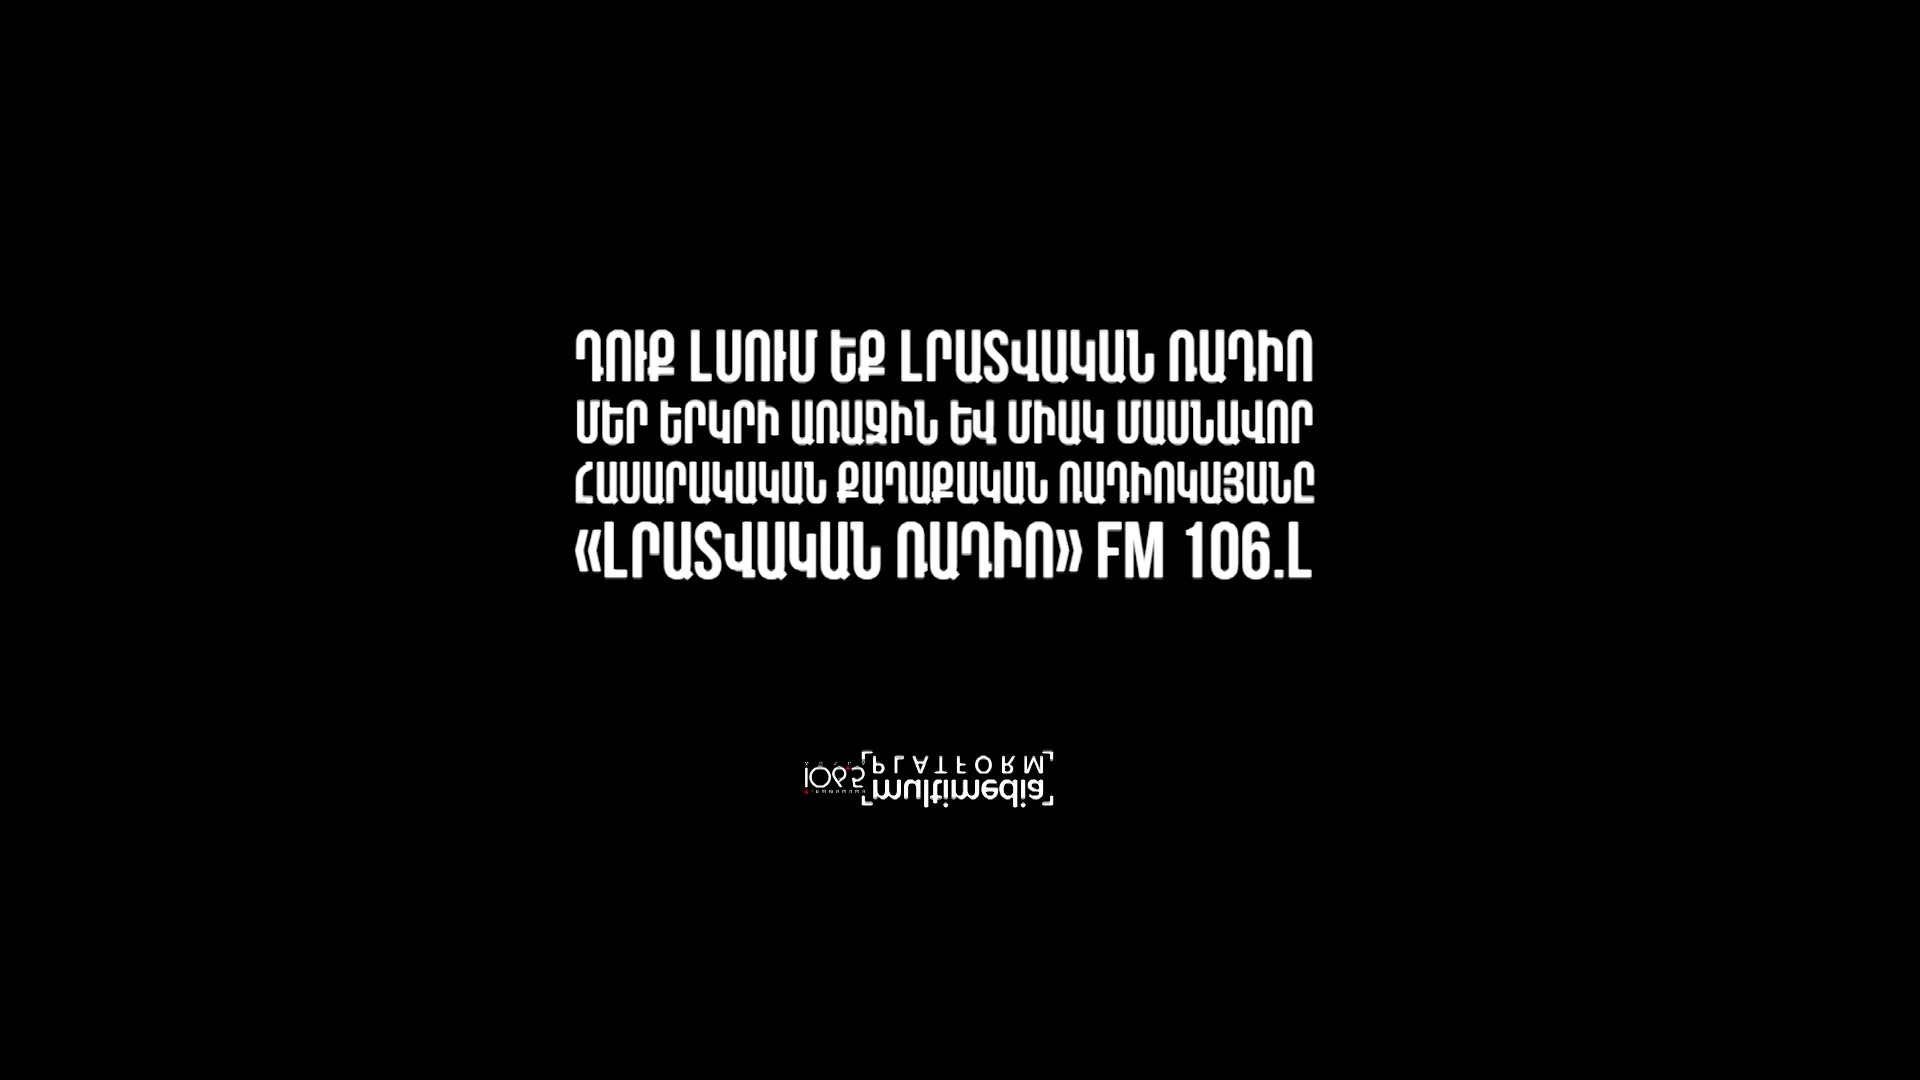 ԴՈՒՔ ԼՍՈՒՄ ԵՔ ԼՐԱՏՎԱԿԱՆ ՌԱԴԻՈ
ՄԵՐ ԵՐԿՐԻ ԱՌԱՋԻՆ ԵՎ ՄԻԱԿ ՄԱՍՆԱՎՈՐ
ՀԱՍԱՐԱԿԱԿԱՆ ՔԱՂԱՔԱԿԱՆ ՌԱԴԻՈԿԱՅԱՆԸ
«ԼՐԱՏՎԱԿԱՆ ՌԱԴԻՈ» FM 106.L
PLATFORM
1065 multimedia